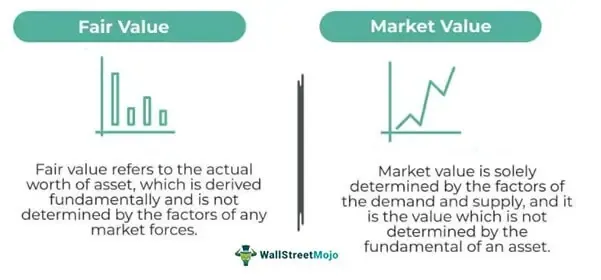 Fair Value
Fair value refers to the actual
worth of asset, which is derived
fundamentally and is not
determined by the factors of any
market forces.
Market Value
Market value is solely
determined by the factors of
the demand and supply, and it
is the value which is not
determined by the
fundamental of an asset.
WallStreetMojo